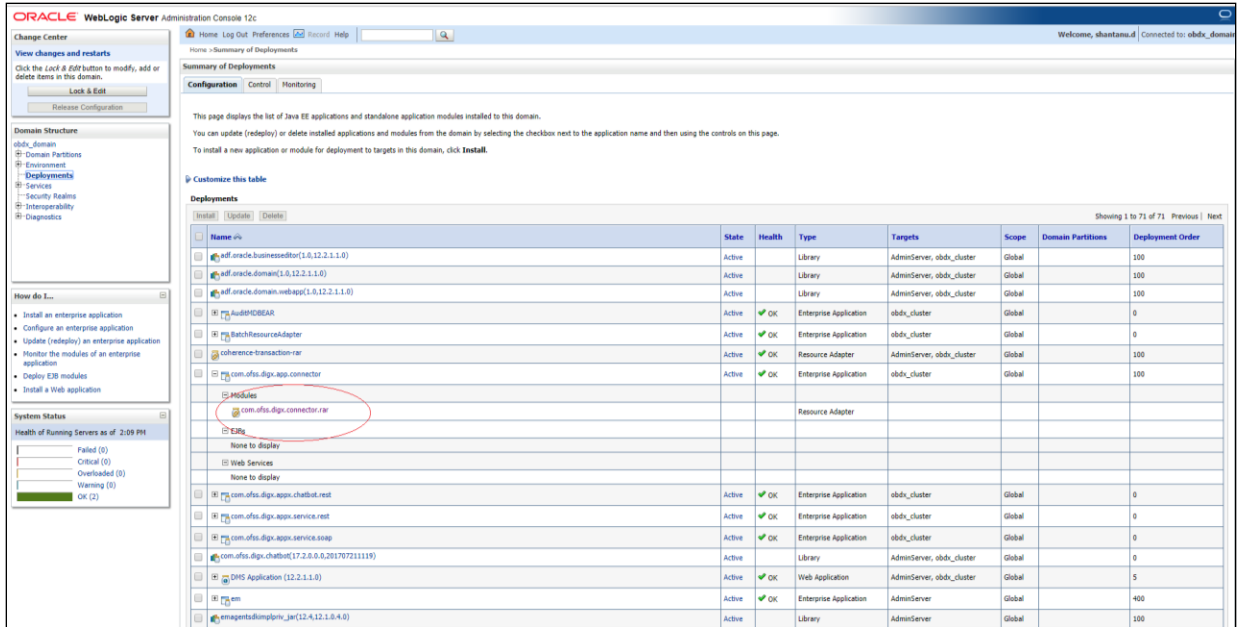 ORACLE WebLogic Server Administration Console 12c
Change Center
View changes and restarts
Click the Lock & Edit button to modify, add or
delete items in this domain.
Lock & Edit
Release Configuration
Domain Structure
obdx_domain
Domain Partitions
Environment
Deployments
Services
Security Realms
Interoperability
Diagnostics
How do I...
Install an enterprise application
Configure an enterprise application
Update (redeploy) an enterprise application
Monitor the modules of an enterprise
application
Deploy EJB modules
Install a Web application
System Status
Health of Running Servers as of 2:09 PM
Failed (0)
Critical (0)
Overloaded (0)
Warning (0)
OK (2)
Home Log Out Preferences Record Help
Welcome, shantanu.d Connected to: obdx_domain
Home >Summary of Deployments
Summary of Deployments
Configuration Control Monitoring
This page displays the list of Java EE applications and standalone application modules installed to this domain.
You can update (redeploy) or delete installed applications and modules from the domain by selecting the checkbox next to the application name and then using the controls on this page.
To install a new application or module for deployment to targets in this domain, click Install.
Customize this table
Deployments
Install Update Delete Showing 1 to 71 of 71 Previous | Next
Name State Health Type Targets Scope Domain Partitions Deployment Order
adf.oracle.businesseditor(1.0,12.2.1.1.0) Active Library AdminServer, obdx_cluster Global 100
adf.oracle.domain(1.0,12.2.1.1.0) Active Library AdminServer, obdx_cluster Global 100
adf.oracle.domain.webapp(1.0,12.2.1.1.0) Active Library AdminServer, obdx_cluster Global 100
AuditMDBEAR Active OK Enterprise Application obdx_cluster Global 0
BatchResourceAdapter Active OK Enterprise Application obdx_cluster Global 0
coherence-transaction-rar Active OK Resource Adapter AdminServer, obdx_cluster Global 100
com.ofss.digx.app.connector Active OK Enterprise Application obdx_cluster Global 100
Modules
com.ofss.digx.connector.rar Resource Adapter
EJBs
None to display
Web Services
None to display
com.ofss.digx.appx.chatbot.rest Active OK Enterprise Application obdx_cluster Global 0
com.ofss.digx.appx.service.rest Active OK Enterprise Application obdx_cluster Global 0
com.ofss.digx.appx.service.soap Active OK Enterprise Application obdx_cluster Global 0
com.ofss.digx.chatbot(17.2.0.0.0,201707211119) Active Library AdminServer, obdx_cluster Global 0
DMS Application (12.2.1.1.0) Active OK Web Application AdminServer, obdx_cluster Global 5
em Active OK Enterprise Application AdminServer Global 400
emagentsdkimplpriv_jar(12.4,12.1.0.4.0) Active Library AdminServer Global 100